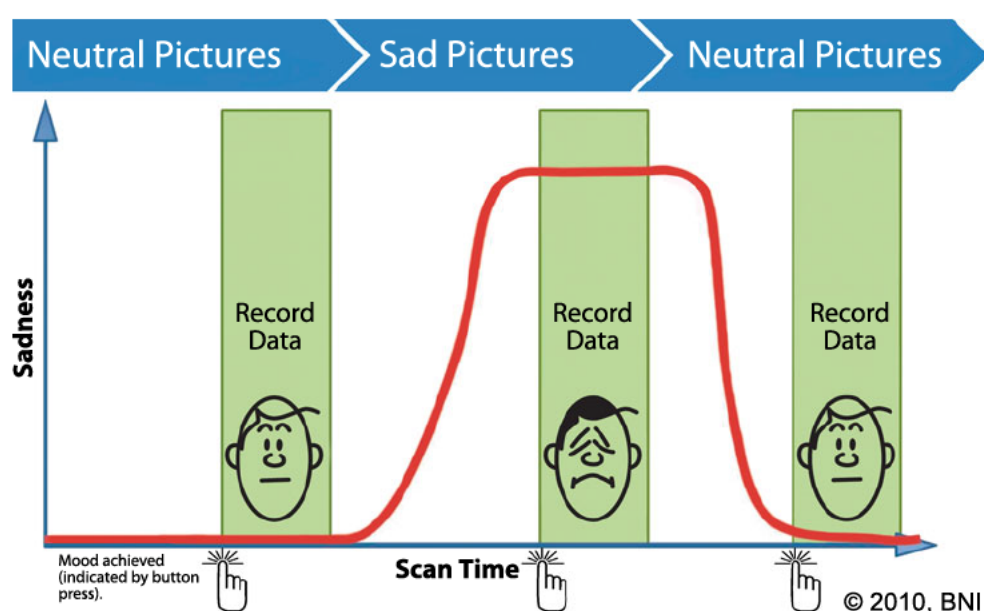 Neutral Pictures
Sad Pictures
Neutral Pictures
Sadness
Record
Data
Record
Data
Record
Data
Mood achieved
(indicated by button
press).
Scan Time
© 2010, BNI